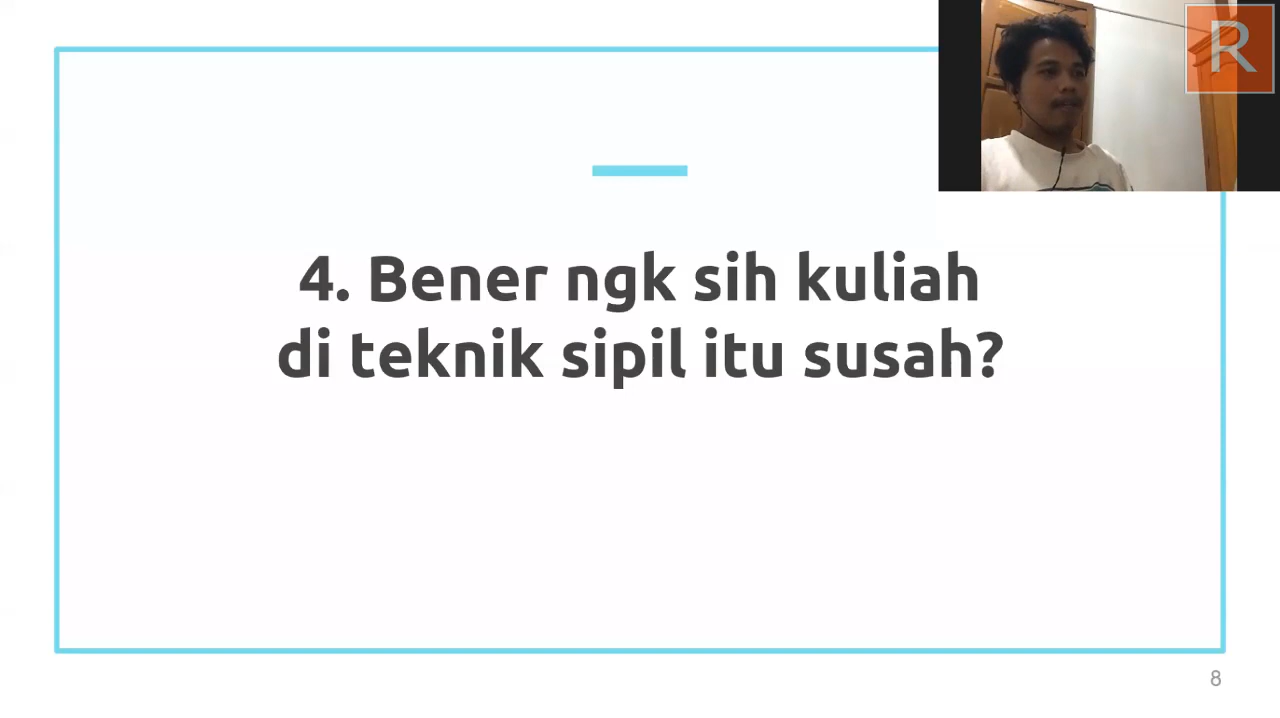 R
4. Bener ngk sih kuliah
di teknik sipil itu susah?
8